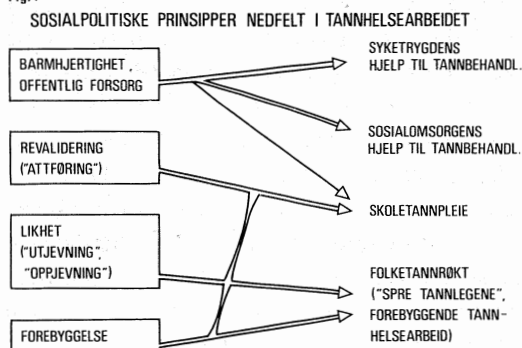 SOSIALPOLITISKE PRINSIPPER NEDFELT I TANNHELSEARBEIDET
BARMHJERTIGHET,
OFFENTLIG FORSORG
REVALIDERING
("ATTFØRING")
LIKHET
("UTJEVNING",
"OPPJEVNING")
FOREBYGGELSE
SYKETRYGDENS
HJELP TIL TANNBEHANDL.
SOSIALOMSORGENS
HJELP TIL TANNBEHANDL.
SKOLETANNPLEIE
FOLKETANNRØKT
("SPRE TANNLEGENE",
FOREBYGGENDE TANN-
HELSEARBEID)